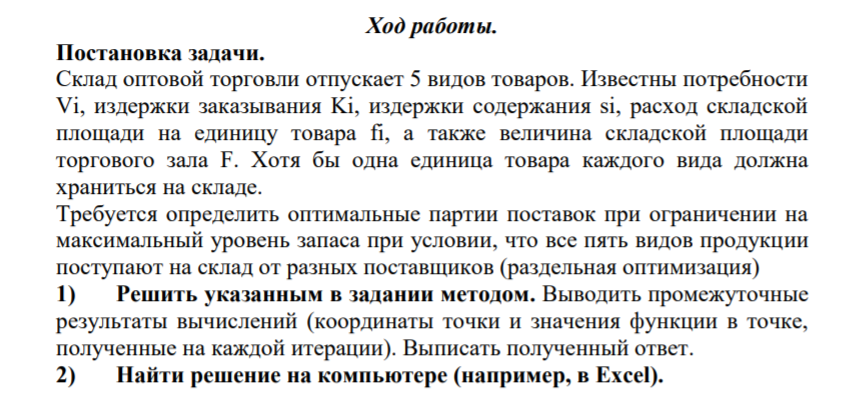 Ход работы.
Постановка задачи.
Склад оптовой торговли отпускает 5 видов товаров. Известны потребности
Vi, издержки заказывания Ki, издержки содержания si, расход складской
площади на единицу товара fi, а также величина складской площади
торгового зала F. Хотя бы одна единица товара каждого вида должна
храниться на складе.
Требуется определить оптимальные партии поставок при ограничении на
максимальный уровень запаса при условии, что все пять видов продукции
поступают на склад от разных поставщиков (раздельная оптимизация)
1) Решить указанным в задании методом. Выводить промежуточные
результаты вычислений (координаты точки и значения функции в точке,
полученные на каждой итерации). Выписать полученный ответ.
2) Найти решение на компьютере (например, в Excel).